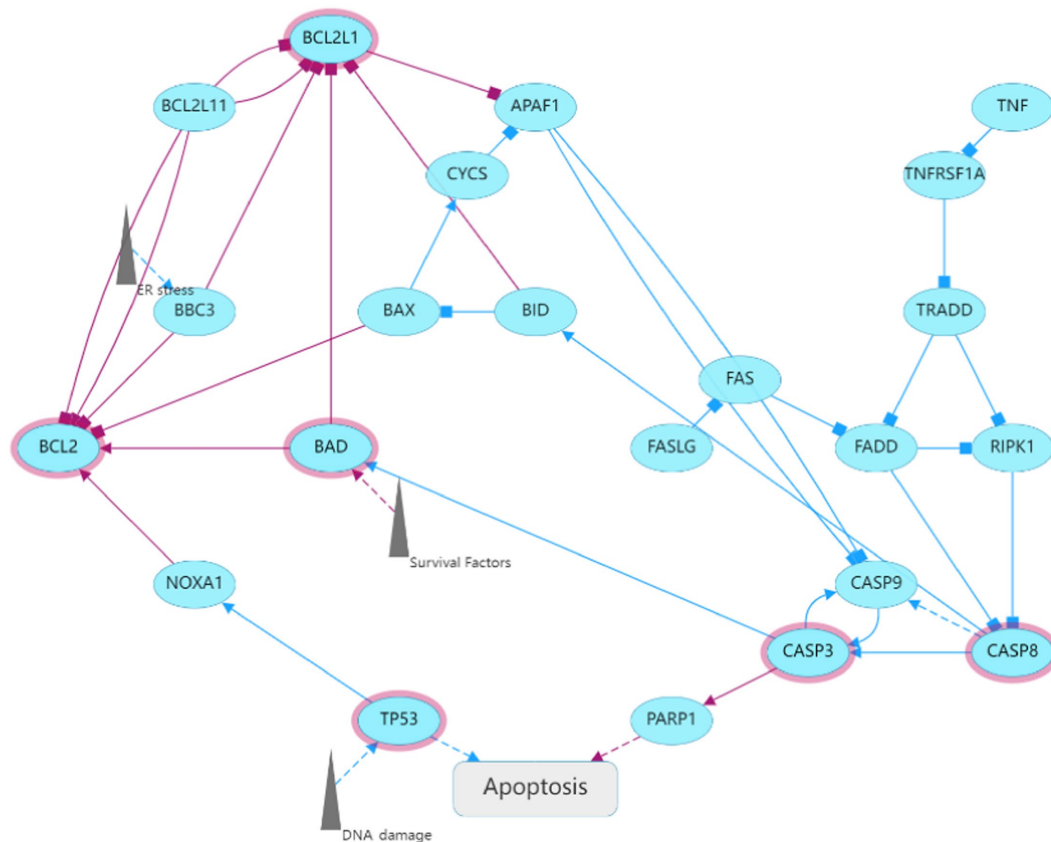 BCL2L1
BCL2L11
APAF1
TNF
CYCS
TNFRSF1A
ER stress
BBC3
BAX
BID
TRADD
FAS
BCL2
BAD
FASLG
FADD
RIPK1
Survival Factors
NOXA1
CASP9
CASP3
CASP8
TP53
PARP1
Apoptosis
DNA damage